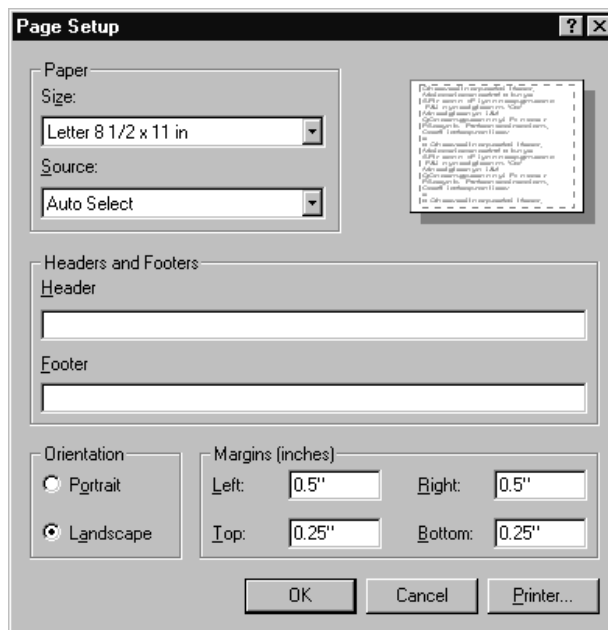 Page Setup
Paper
Size:
Letter 8 1/2 x 11 in
Source:
Auto Select
Headers and Footers
Header
Footer
Orientation
Portrait
Landscape
Margins (inches)
Left: 0.5" Right: 0.5"
Top: 0.25" Bottom: 0.25"
OK Cancel Printer...